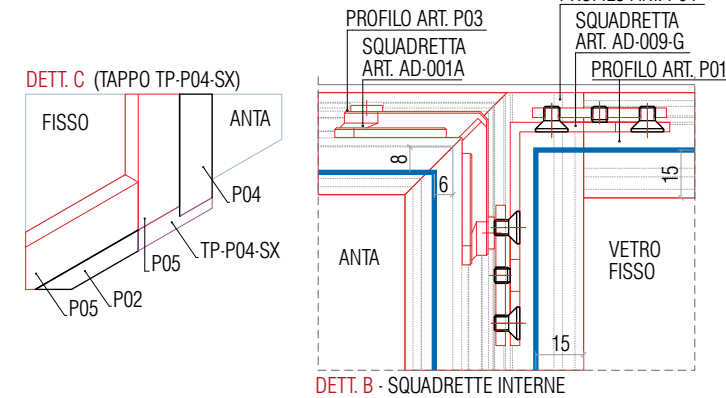 DETT. C (TAPPO TP-P04-SX)
FISSO
ANTA
P04
TP-P04-SX
P05
P02
P05
PROFILO ART. P03
SQUADRETTA
ART. AD-001A
SQUADRETTA
ART. AD-009-G
PROFILO ART. P01
8
6
15
15
ANTA
VETRO
FISSO
DETT. B - SQUADRETTE INTERNE